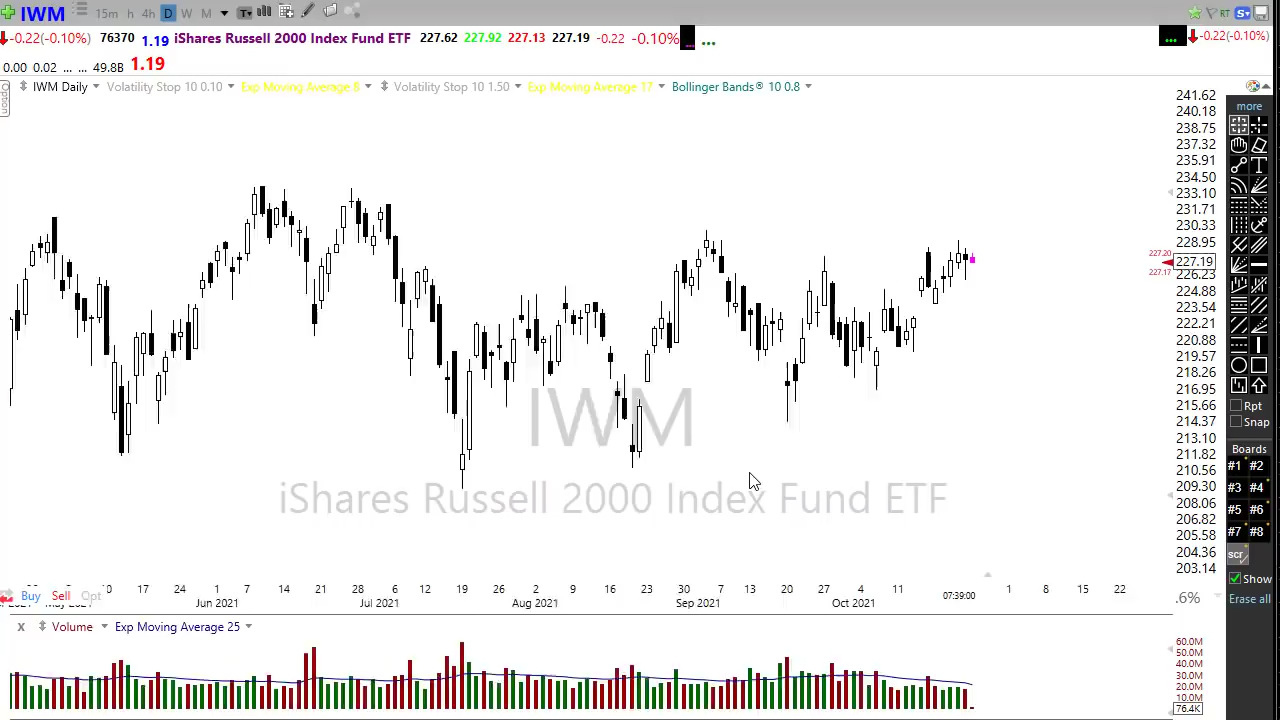 IWM 15m h 4h D W M T RT S
-0.22(-0.10%) 76370 1.19 iShares Russell 2000 Index Fund ETF 227.62 227.92 227.13 227.19 -0.22 -0.10% ... ... -0.22(-0.10%)
0.00 0.02 ... ... 49.8B 1.19
Option
IWM Daily Volatility Stop 10 0.10 Exp Moving Average 8 Volatility Stop 10 1.50 Exp Moving Average 17 Bollinger Bands® 10 0.8
241.62
240.18
238.75
237.32
235.91
234.50
233.10
231.71
230.33
228.95
227.20
227.19
227.17
226.23
224.88
223.54
222.21
220.88
219.57
218.26
216.95
215.66
214.37
213.10
211.82
210.56
209.30
208.06
206.82
205.58
204.36
203.14
IWM
iShares Russell 2000 Index Fund ETF
more
T
Rpt
Snap
Boards
#1 #2
#3 #4
#5 #6
#7 #8
scr
Show
Erase all
17 24 1 7 14 21 28 6 12 19 26 2 9 16 23 30 7 13 20 27 4 11 1 8 15 22
Buy Sell Opt
Jun 2021 Jul 2021 Aug 2021 Sep 2021 Oct 2021 07:39:00 .6%
X Volume Exp Moving Average 25
60.0M
50.0M
40.0M
30.0M
20.0M
10.0M
76.4K